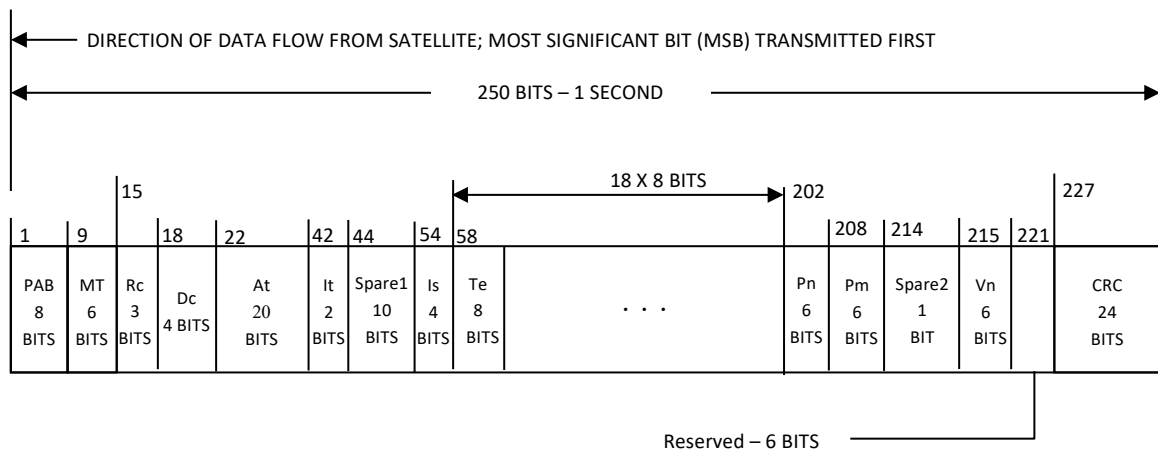 DIRECTION OF DATA FLOW FROM SATELLITE; MOST SIGNIFICANT BIT (MSB) TRANSMITTED FIRST
250 BITS – 1 SECOND
15
18 X 8 BITS
202
227
1
9
18
22
42
44
54
58
208
214
215
221
PAB
8
BITS
MT
6
BITS
Rc
3
BITS
Dc
4 BITS
At
20
BITS
It
2
BITS
Spare1
10
BITS
Is
4
BITS
Te
8
BITS
. . .
Pn
6
BITS
Pm
6
BITS
Spare2
1
BIT
Vn
6
BITS
CRC
24
BITS
Reserved – 6 BITS